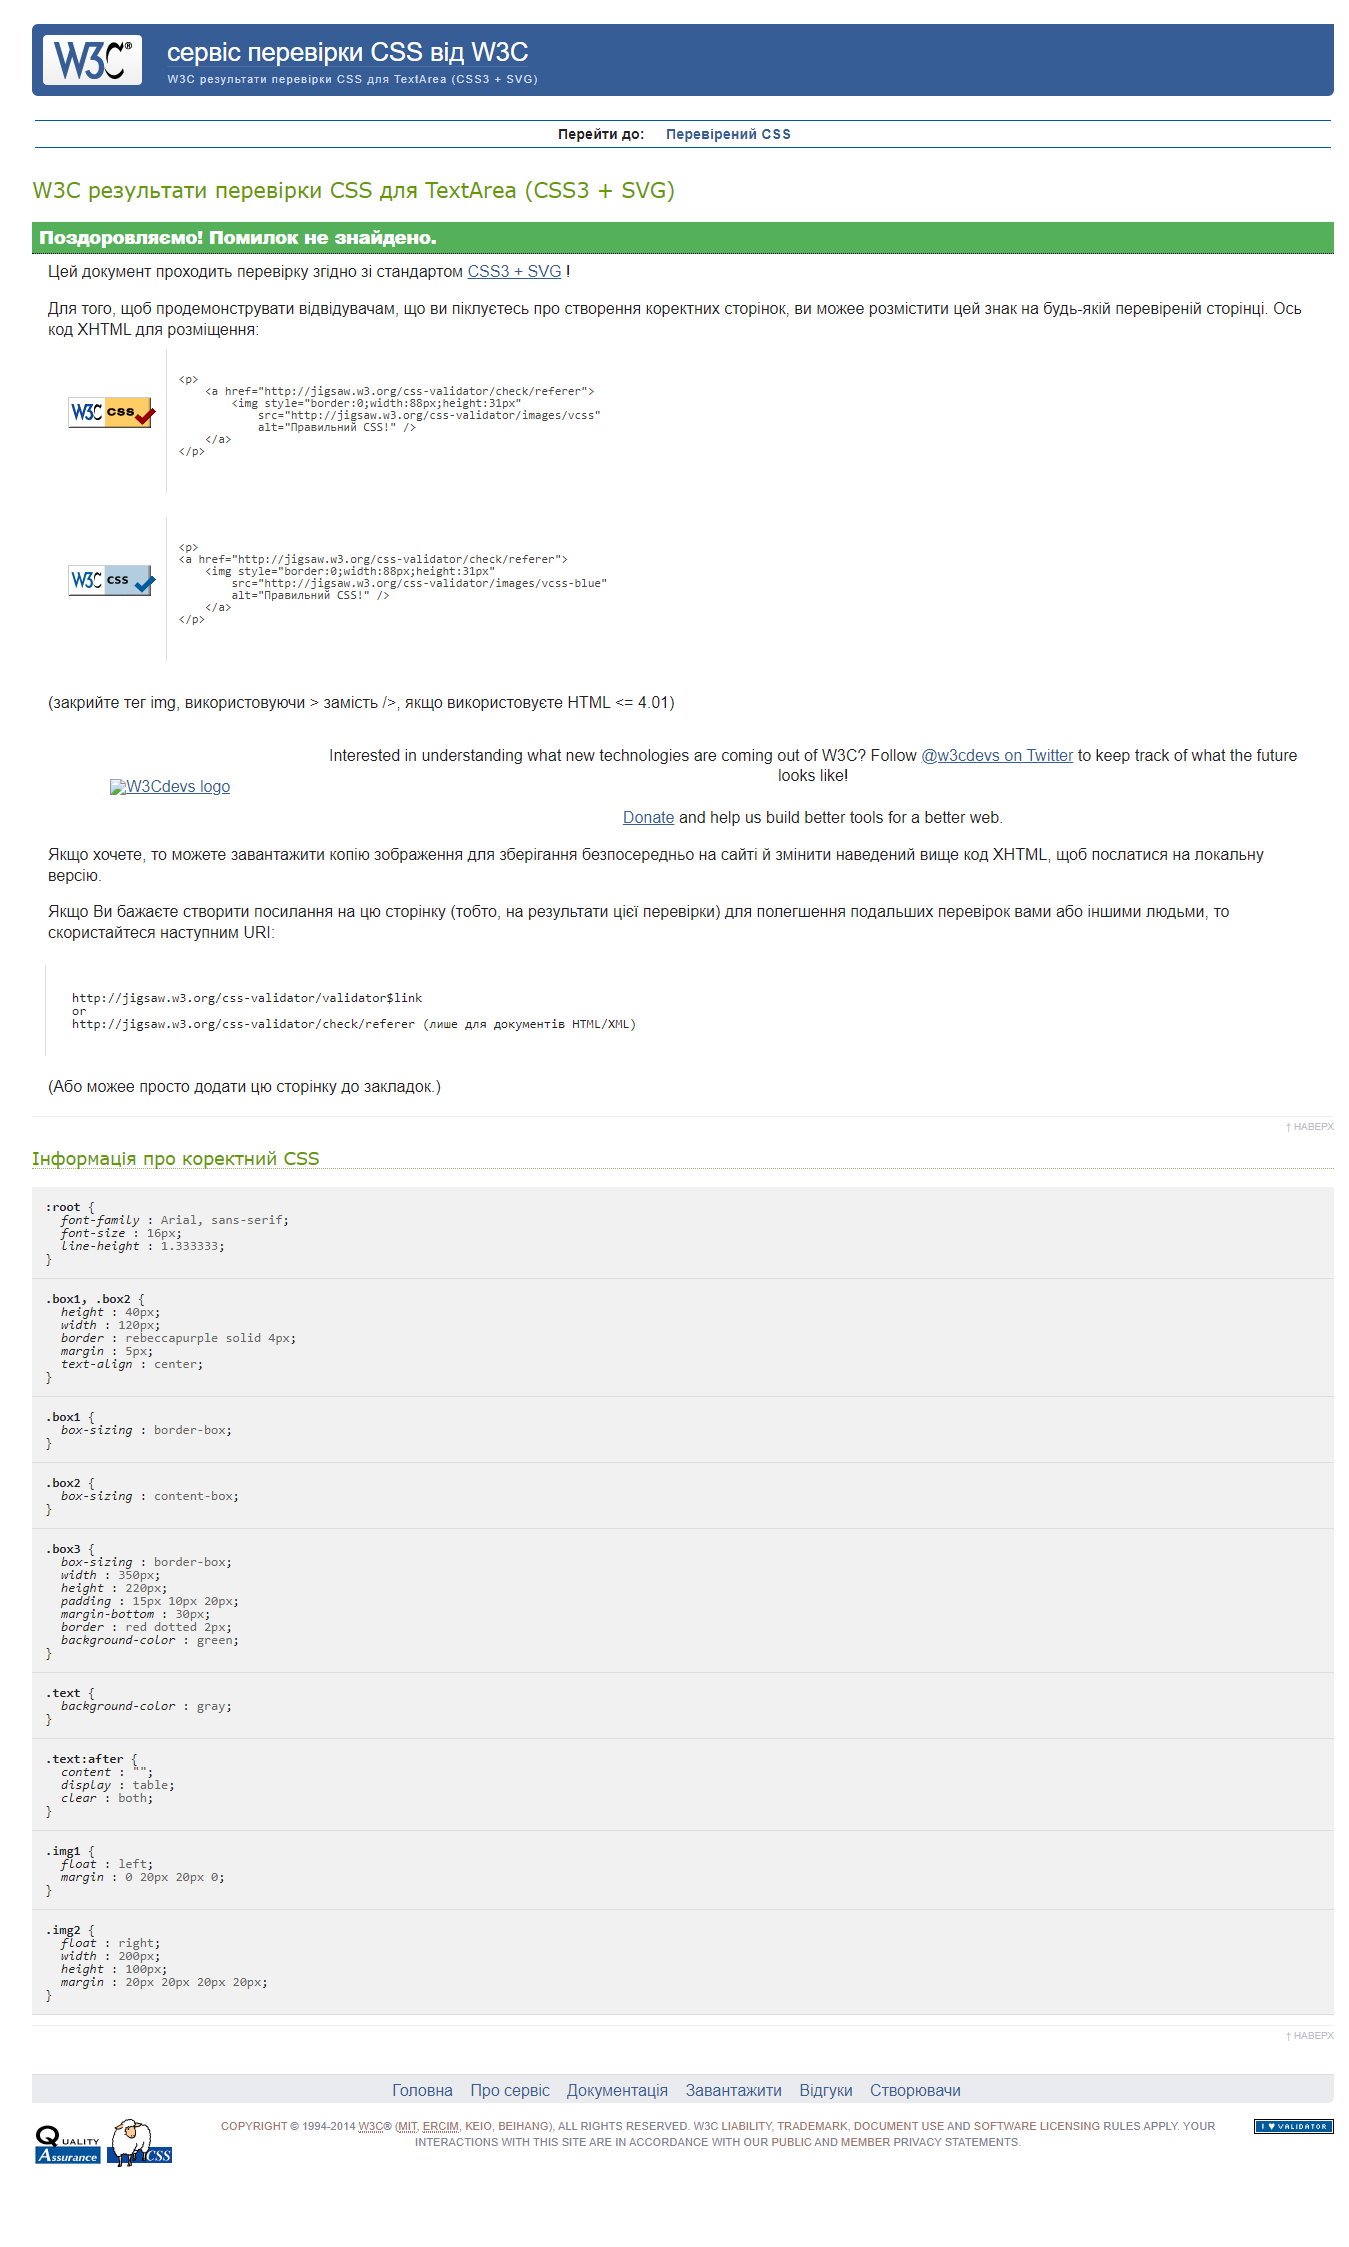 W3C®
сервіс перевірки CSS від W3C
W3C результати перевірки CSS для TextArea (CSS3 + SVG)
Перейти до: Перевірений CSS
W3C результати перевірки CSS для TextArea (CSS3 + SVG)
Поздоровляємо! Помилок не знайдено.
Цей документ проходить перевірку згідно зі стандартом CSS3 + SVG !
Для того, щоб продемонструвати відвідувачам, що ви піклуєтесь про створення коректних сторінок, ви можее розмістити цей знак на будь-якій перевіреній сторінці. Ось
код XHTML для розміщення:
W3C css
<p>
<a href="http://jigsaw.w3.org/css-validator/check/referer">
<img style="border:0;width:88px;height:31px"
src="http://jigsaw.w3.org/css-validator/images/vcss"
alt="Правильний CSS!" />
</a>
</p>
W3C css
<p>
<a href="http://jigsaw.w3.org/css-validator/check/referer">
<img style="border:0;width:88px;height:31px"
src="http://jigsaw.w3.org/css-validator/images/vcss-blue"
alt="Правильний CSS!" />
</a>
</p>
(закрийте тег img, використовуючи > замість />, якщо використовуєте HTML <= 4.01)
W3Cdevs logo
Interested in understanding what new technologies are coming out of W3C? Follow @w3cdevs on Twitter to keep track of what the future
looks like!
Donate and help us build better tools for a better web.
Якщо хочете, то можете завантажити копію зображення для зберігання безпосередньо на сайті й змінити наведений вище код XHTML, щоб послатися на локальну
версію.
Якщо Ви бажаєте створити посилання на цю сторінку (тобто, на результати цієї перевірки) для полегшення подальших перевірок вами або іншими людьми, то
скористайтеся наступним URI:
http://jigsaw.w3.org/css-validator/validator$link
or
http://jigsaw.w3.org/css-validator/check/referer (лише для документів HTML/XML)
(Або можее просто додати цю сторінку до закладок.)
↑ НАВЕРХ
Інформація про коректний CSS
:root {
font-family : Arial, sans-serif;
font-size : 16px;
line-height : 1.333333;
}
.box1, .box2 {
height : 40px;
width : 120px;
border : rebeccapurple solid 4px;
margin : 5px;
text-align : center;
}
.box1 {
box-sizing : border-box;
}
.box2 {
box-sizing : content-box;
}
.box3 {
box-sizing : border-box;
width : 350px;
height : 220px;
padding : 15px 10px 20px;
margin-bottom : 30px;
border : red dotted 2px;
background-color : green;
}
.text {
background-color : gray;
}
.text:after {
content : "";
display : table;
clear : both;
}
.img1 {
float : left;
margin : 0 20px 20px 0;
}
.img2 {
float : right;
width : 200px;
height : 100px;
margin : 20px 20px 20px 20px;
}
↑ НАВЕРХ
Головна Про сервіс Документація Завантажити Відгуки Створювачи
QUALITY
Assurance
CSS
COPYRIGHT © 1994-2014 W3C® (MIT, ERCIM, KEIO, BEIHANG), ALL RIGHTS RESERVED. W3C LIABILITY, TRADEMARK, DOCUMENT USE AND SOFTWARE LICENSING RULES APPLY. YOUR
INTERACTIONS WITH THIS SITE ARE IN ACCORDANCE WITH OUR PUBLIC AND MEMBER PRIVACY STATEMENTS.
I ♥ VALIDATOR